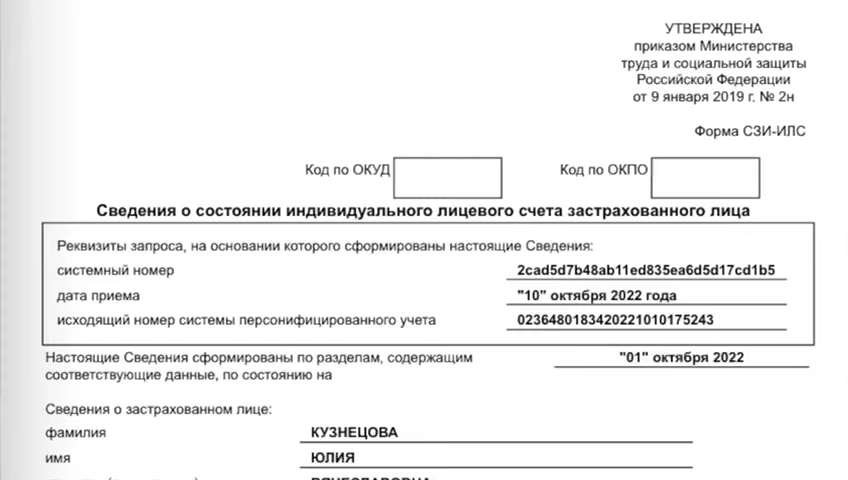 УТВЕРЖДЕНА
приказом Министерства
труда и социальной защиты
Российской Федерации
от 9 января 2019 г. № 2н
Форма СЗИ-ИЛС
Код по ОКУД
Код по ОКПО
Сведения о состоянии индивидуального лицевого счета застрахованного лица
Реквизиты запроса, на основании которого сформированы настоящие Сведения:
системный номер 2cad5d7b48ab11ed835ea6d5d17cd1b5
дата приема "10" октября 2022 года
исходящий номер системы персонифицированного учета 0236480183420221010175243
Настоящие Сведения сформированы по разделам, содержащим "01" октября 2022
соответствующие данные, по состоянию на
Сведения о застрахованном лице:
фамилия КУЗНЕЦОВА
имя ЮЛИЯ